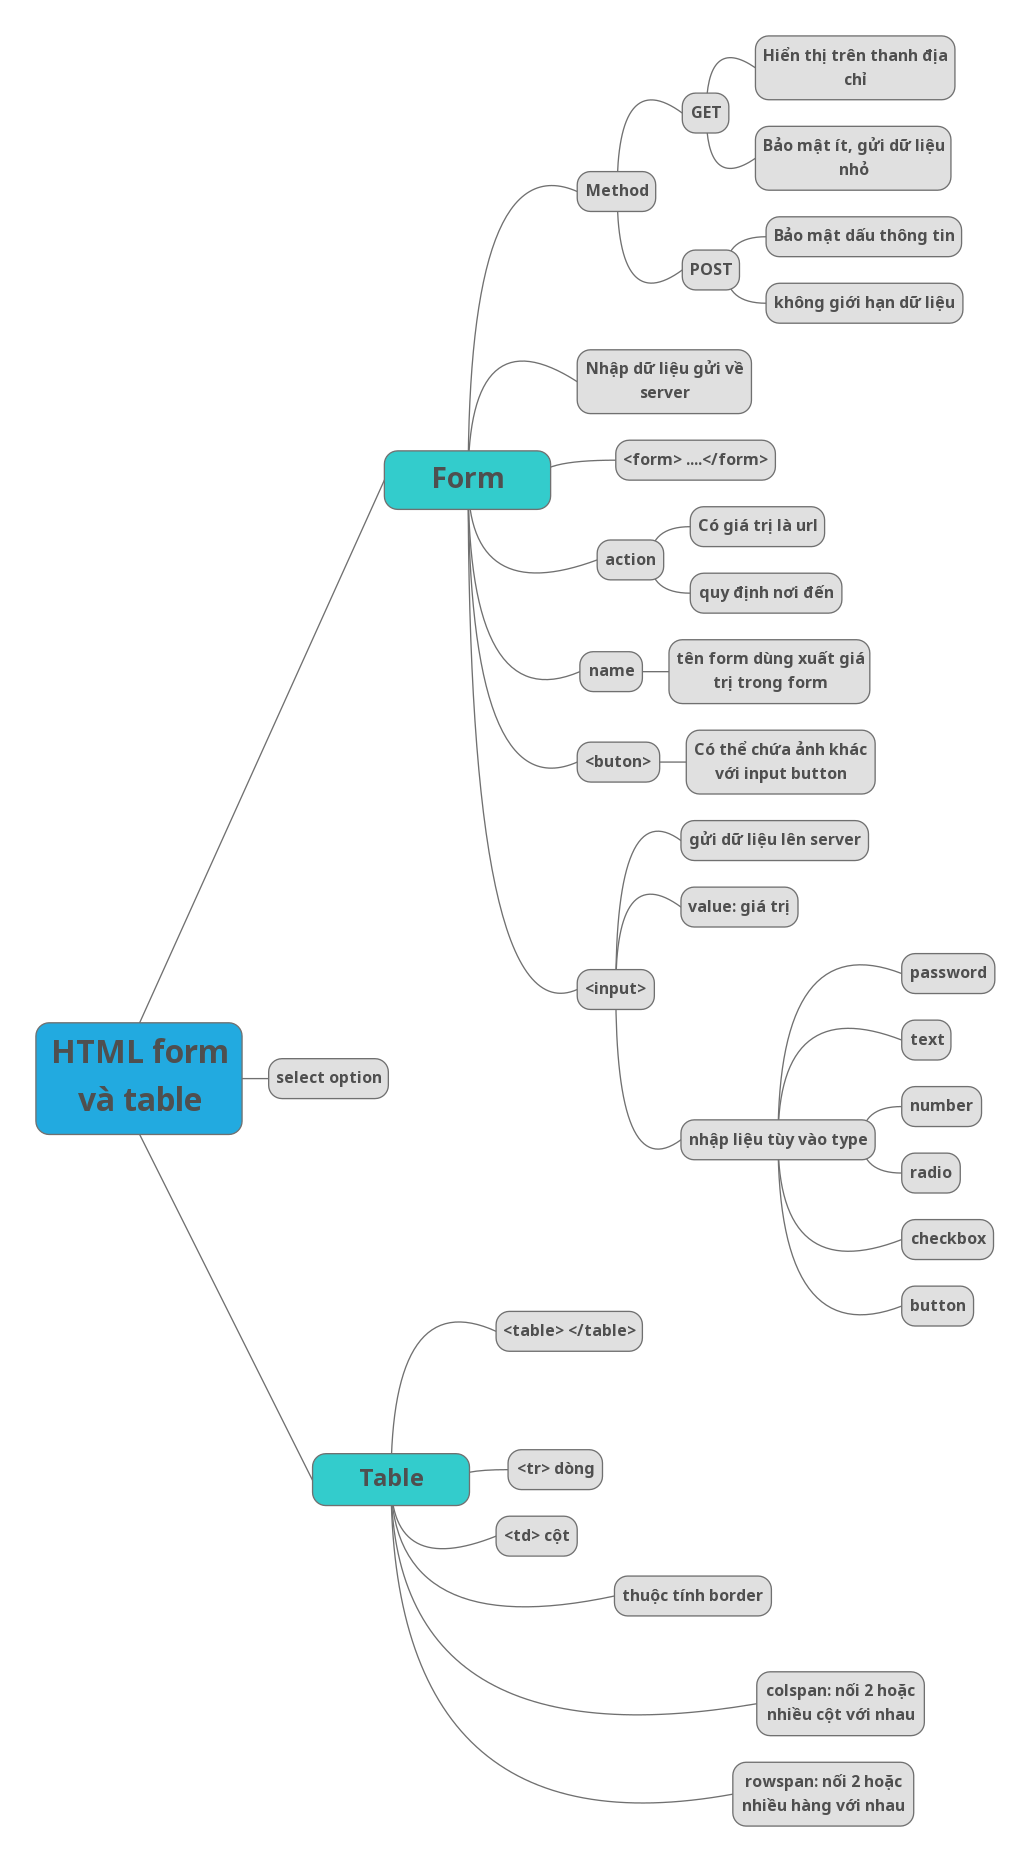 Hiển thị trên thanh địa
chỉ
GET
Bảo mật ít, gửi dữ liệu
nhỏ
Method
Bảo mật dấu thông tin
POST
không giới hạn dữ liệu
Nhập dữ liệu gửi về
server
<form> ....</form>
Form
Có giá trị là url
action
quy định nơi đến
name
tên form dùng xuất giá
trị trong form
<buton>
Có thể chứa ảnh khác
với input button
gửi dữ liệu lên server
value: giá trị
<input>
password
text
number
nhập liệu tùy vào type
radio
checkbox
button
HTML form
và table
select option
<table> </table>
Table
<tr> dòng
<td> cột
thuộc tính border
colspan: nối 2 hoặc
nhiều cột với nhau
rowspan: nối 2 hoặc
nhiều hàng với nhau